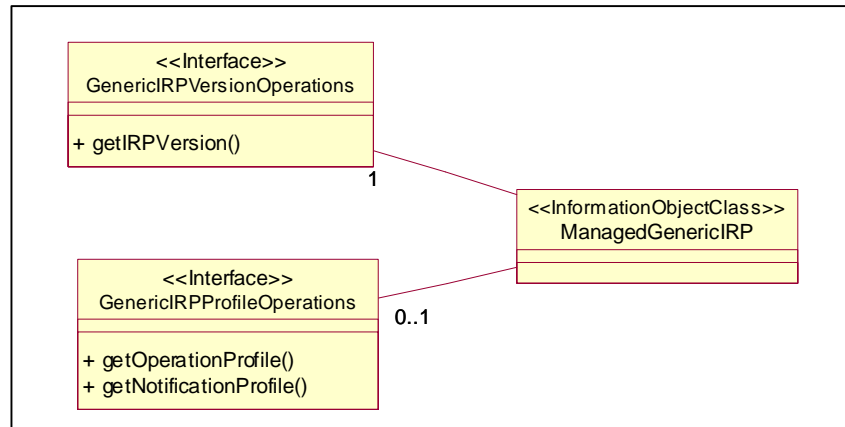 <<Interface>>
GenericIRPVersionOperations
+ getIRPVersion()
1
<<InformationObjectClass>>
ManagedGenericIRP
<<Interface>>
GenericIRPProfileOperations
0..1
+ getOperationProfile()
+ getNotificationProfile()